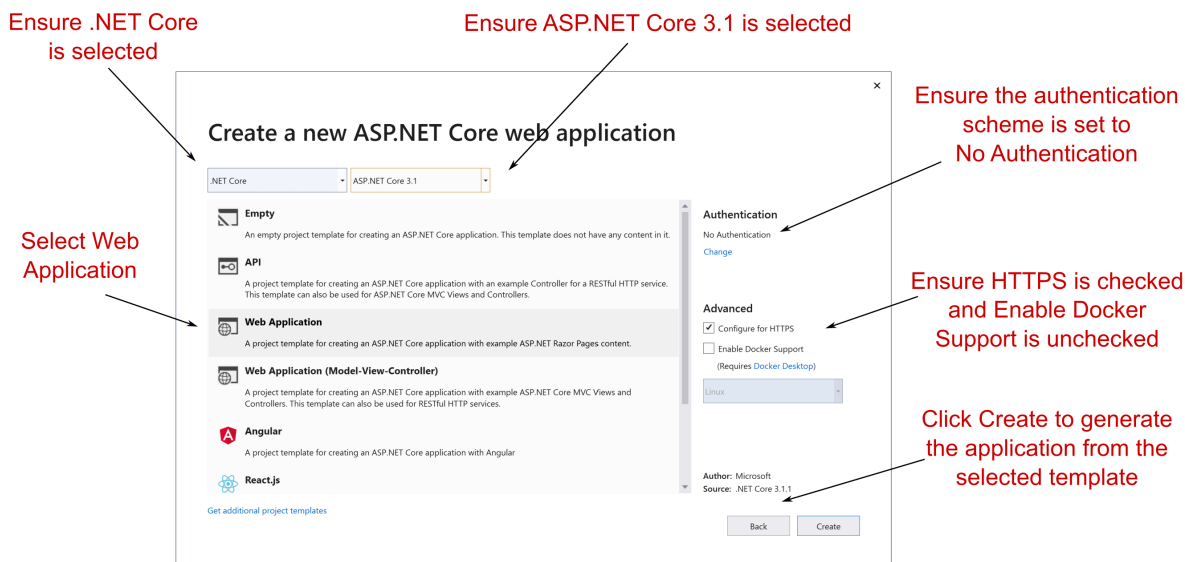 Ensure .NET Core
is selected
Ensure ASP.NET Core 3.1 is selected
Ensure the authentication
scheme is set to
No Authentication
Select Web
Application
Ensure HTTPS is checked
and Enable Docker
Support is unchecked
Click Create to generate
the application from the
selected template
Create a new ASP.NET Core web application
.NET Core
ASP.NET Core 3.1
Empty
An empty project template for creating an ASP.NET Core application. This template does not have any content in it.
API
A project template for creating an ASP.NET Core application with an example Controller for a RESTful HTTP service.
This template can also be used for ASP.NET Core MVC Views and Controllers.
Web Application
A project template for creating an ASP.NET Core application with example ASP.NET Razor Pages content.
Web Application (Model-View-Controller)
A project template for creating an ASP.NET Core application with example ASP.NET Core MVC Views and
Controllers. This template can also be used for RESTful HTTP services.
Angular
A project template for creating an ASP.NET Core application with Angular
React.js
Get additional project templates
Authentication
No Authentication
Change
Advanced
Configure for HTTPS
Enable Docker Support
(Requires Docker Desktop)
Linux
Author: Microsoft
Source: .NET Core 3.1.1
Back
Create